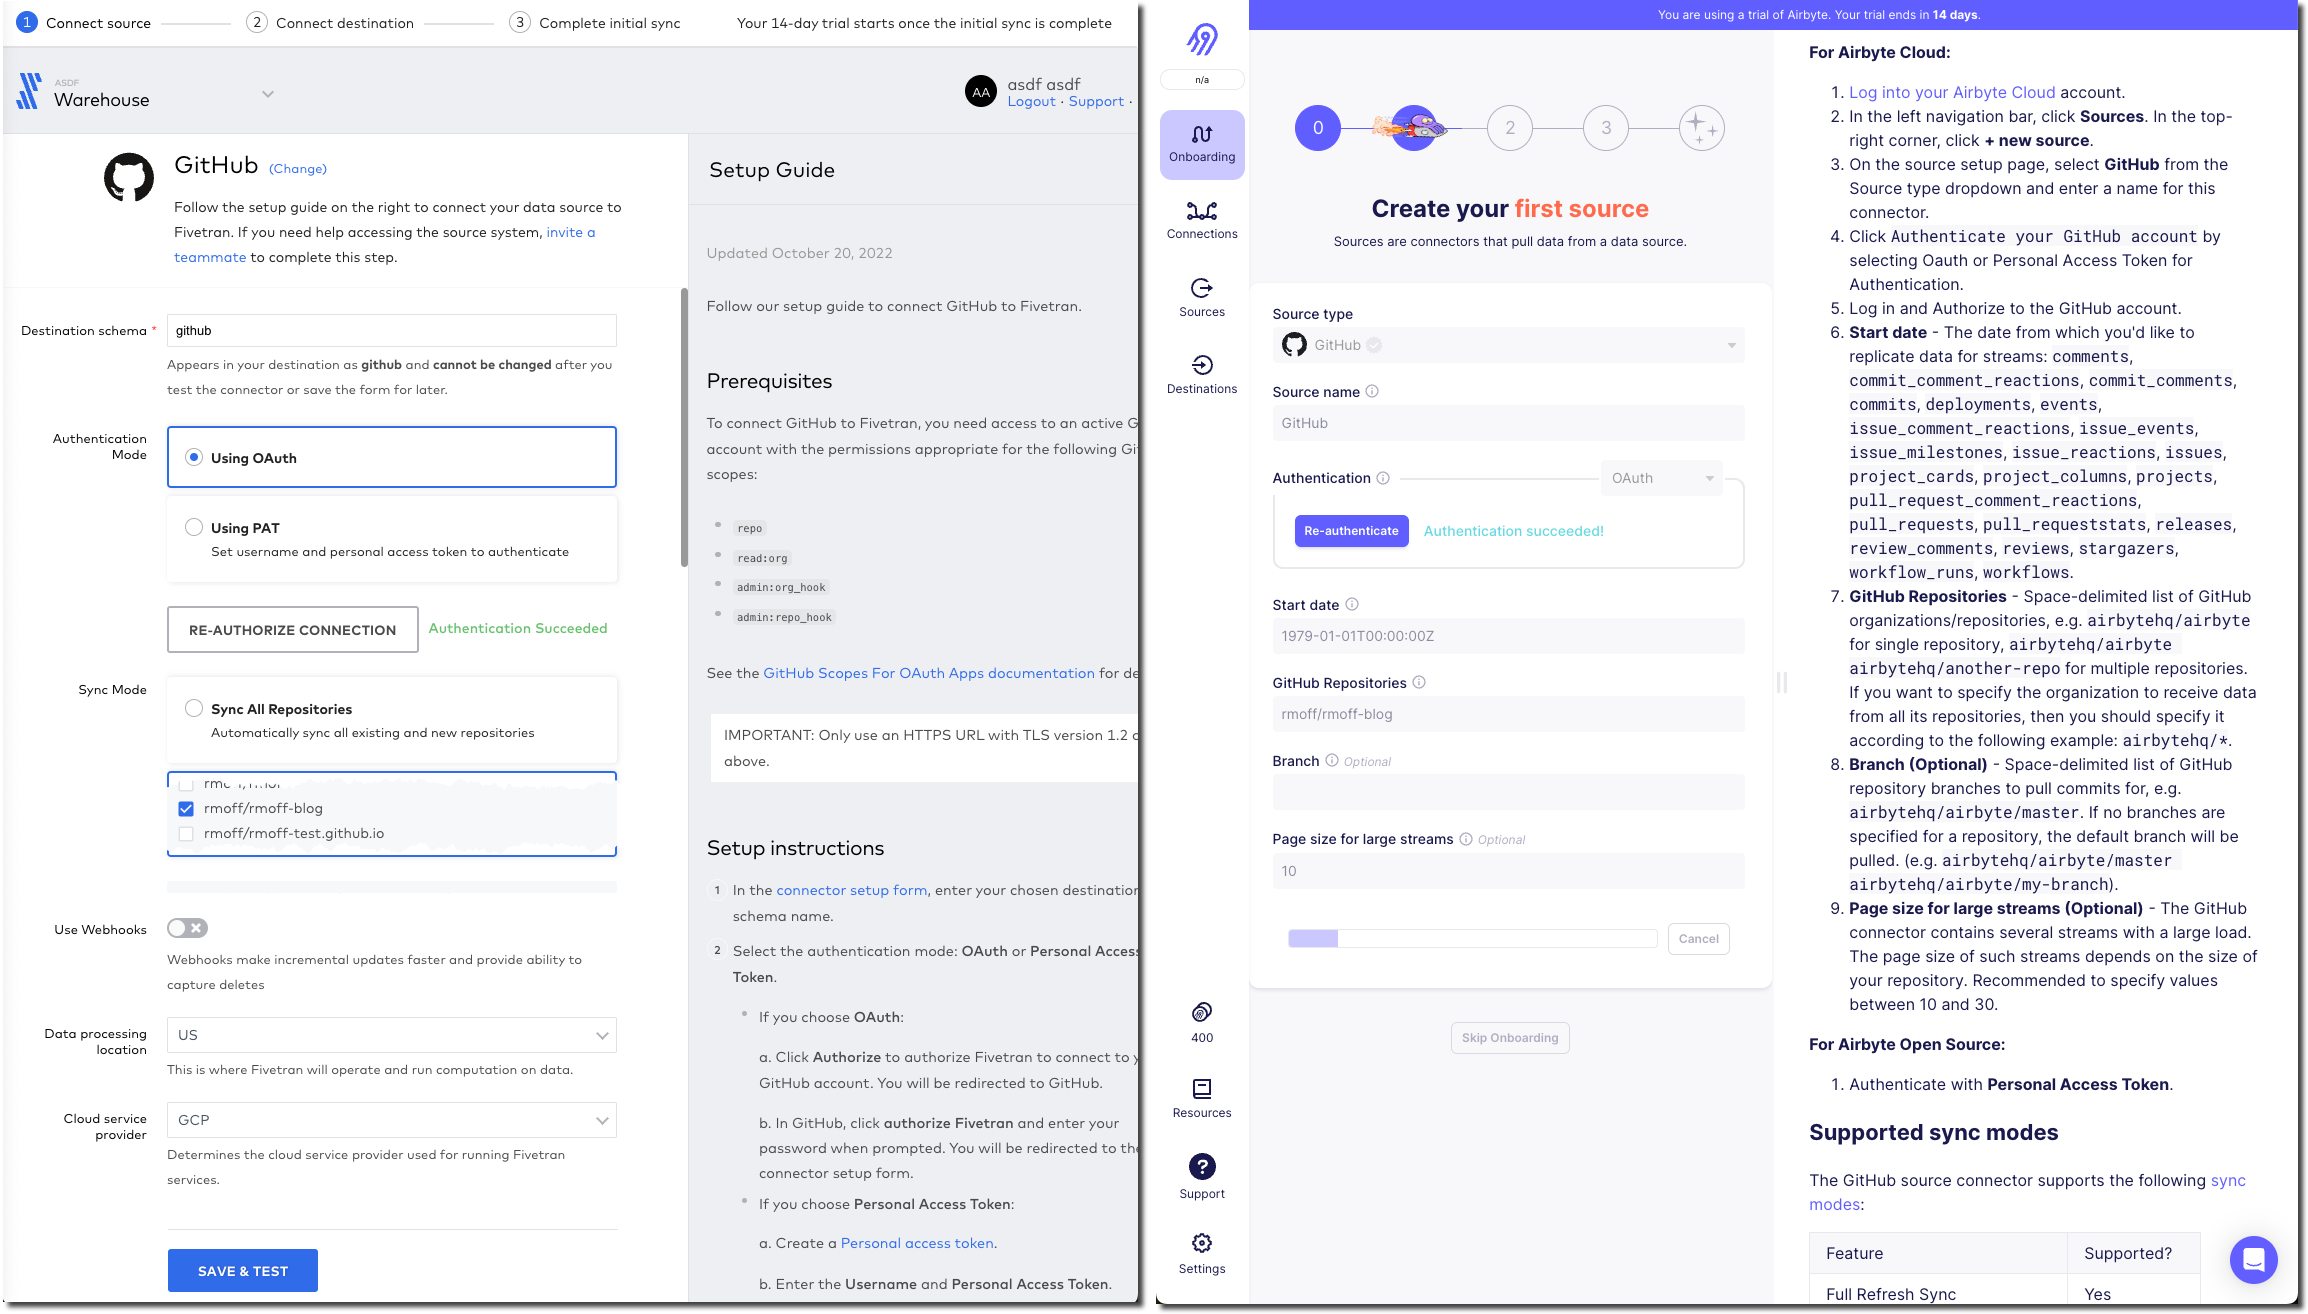 1 Connect source 2 Connect destination 3 Complete initial sync Your 14-day trial starts once the initial sync is complete
ASDF
Warehouse
AA
asdf asdf
Logout · Support ·
GitHub (Change)
Follow the setup guide on the right to connect your data source to
Fivetran. If you need help accessing the source system, invite a
teammate to complete this step.
Destination schema *
github
Appears in your destination as github and cannot be changed after you
test the connector or save the form for later.
Authentication
Mode
Using OAuth
Using PAT
Set username and personal access token to authenticate
RE-AUTHORIZE CONNECTION Authentication Succeeded
Sync Mode
Sync All Repositories
Automatically sync all existing and new repositories
rmoff/rmoff-blog
rmoff/rmoff-test.github.io
Use Webhooks
Webhooks make incremental updates faster and provide ability to
capture deletes
Data processing
location
US
This is where Fivetran will operate and run computation on data.
Cloud service
provider
GCP
Determines the cloud service provider used for running Fivetran
services.
SAVE & TEST
Setup Guide
Updated October 20, 2022
Follow our setup guide to connect GitHub to Fivetran.
Prerequisites
To connect GitHub to Fivetran, you need access to an active G
account with the permissions appropriate for the following Gi
scopes:
repo
read:org
admin:org_hook
admin:repo_hook
See the GitHub Scopes For OAuth Apps documentation for de
IMPORTANT: Only use an HTTPS URL with TLS version 1.2 o
above.
Setup instructions
1 In the connector setup form, enter your chosen destination
schema name.
2 Select the authentication mode: OAuth or Personal Access
Token.
If you choose OAuth:
a. Click Authorize to authorize Fivetran to connect to y
GitHub account. You will be redirected to GitHub.
b. In GitHub, click authorize Fivetran and enter your
password when prompted. You will be redirected to the
connector setup form.
If you choose Personal Access Token:
a. Create a Personal access token.
b. Enter the Username and Personal Access Token.
You are using a trial of Airbyte. Your trial ends in 14 days.
n/a
Onboarding
Connections
Sources
Destinations
400
Resources
Support
Settings
0 2 3
Create your first source
Sources are connectors that pull data from a data source.
Source type
GitHub
Source name
GitHub
Authentication
OAuth
Re-authenticate Authentication succeeded!
Start date
1979-01-01T00:00:00Z
GitHub Repositories
rmoff/rmoff-blog
Branch Optional
Page size for large streams Optional
10
Cancel
Skip Onboarding
For Airbyte Cloud:
1. Log into your Airbyte Cloud account.
2. In the left navigation bar, click Sources. In the top-
right corner, click + new source.
3. On the source setup page, select GitHub from the
Source type dropdown and enter a name for this
connector.
4. Click Authenticate your GitHub account by
selecting Oauth or Personal Access Token for
Authentication.
5. Log in and Authorize to the GitHub account.
6. Start date - The date from which you'd like to
replicate data for streams: comments,
commit_comment_reactions, commit_comments,
commits, deployments, events,
issue_comment_reactions, issue_events,
issue_milestones, issue_reactions, issues,
project_cards, project_columns, projects,
pull_request_comment_reactions,
pull_requests, pull_requeststats, releases,
review_comments, reviews, stargazers,
workflow_runs, workflows.
7. GitHub Repositories - Space-delimited list of GitHub
organizations/repositories, e.g. airbytehq/airbyte
for single repository, airbytehq/airbyte
airbytehq/another-repo for multiple repositories.
If you want to specify the organization to receive data
from all its repositories, then you should specify it
according to the following example: airbytehq/*.
8. Branch (Optional) - Space-delimited list of GitHub
repository branches to pull commits for, e.g.
airbytehq/airbyte/master. If no branches are
specified for a repository, the default branch will be
pulled. (e.g. airbytehq/airbyte/master
airbytehq/airbyte/my-branch).
9. Page size for large streams (Optional) - The GitHub
connector contains several streams with a large load.
The page size of such streams depends on the size of
your repository. Recommended to specify values
between 10 and 30.
For Airbyte Open Source:
1. Authenticate with Personal Access Token.
Supported sync modes
The GitHub source connector supports the following sync
modes:
Feature Supported?
Full Refresh Sync Yes